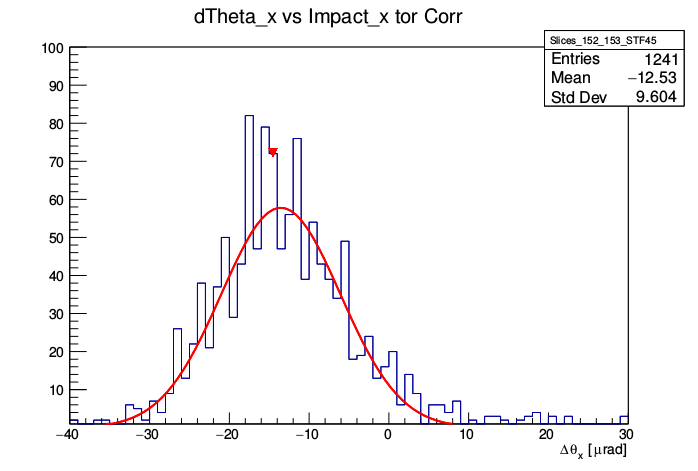 dTheta_x vs Impact_x tor Corr
Slices_152_153_STF45
Entries 1241
Mean −12.53
Std Dev 9.604
100
90
80
70
60
50
40
30
20
10
−40 −30 −20 −10 0 10 20 30
Δθx [μrad]